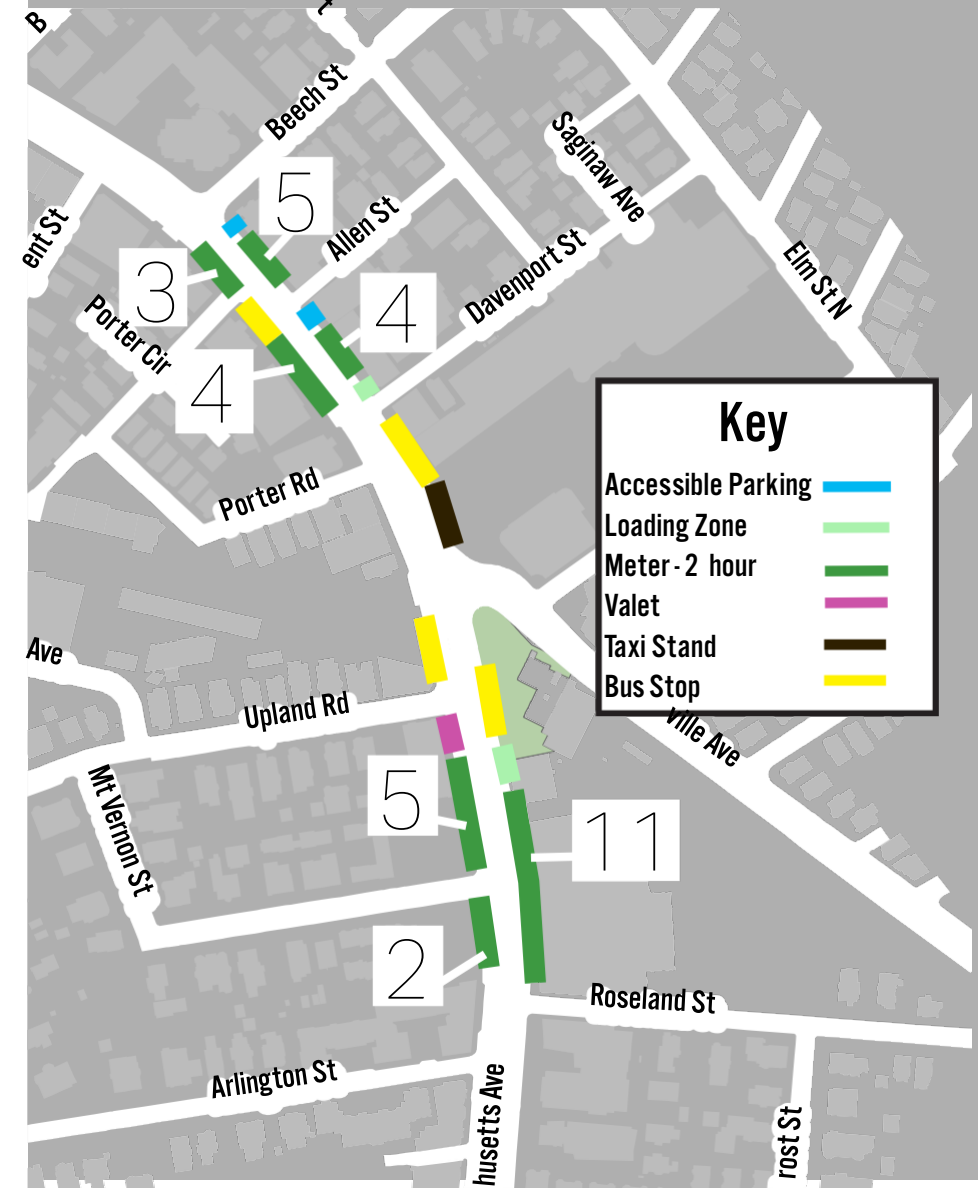 B
t
Beech St
Saginaw Ave
5
Allen St
ent St
3
Davenport St
Elm St N
Porter Cir
4
4
Key
Accessible Parking
Loading Zone
Meter - 2 hour
Valet
Taxi Stand
Bus Stop
Porter Rd
Ave
Upland Rd
ville Ave
Mt Vernon St
5
11
2
Roseland St
Arlington St
husetts Ave
rost St